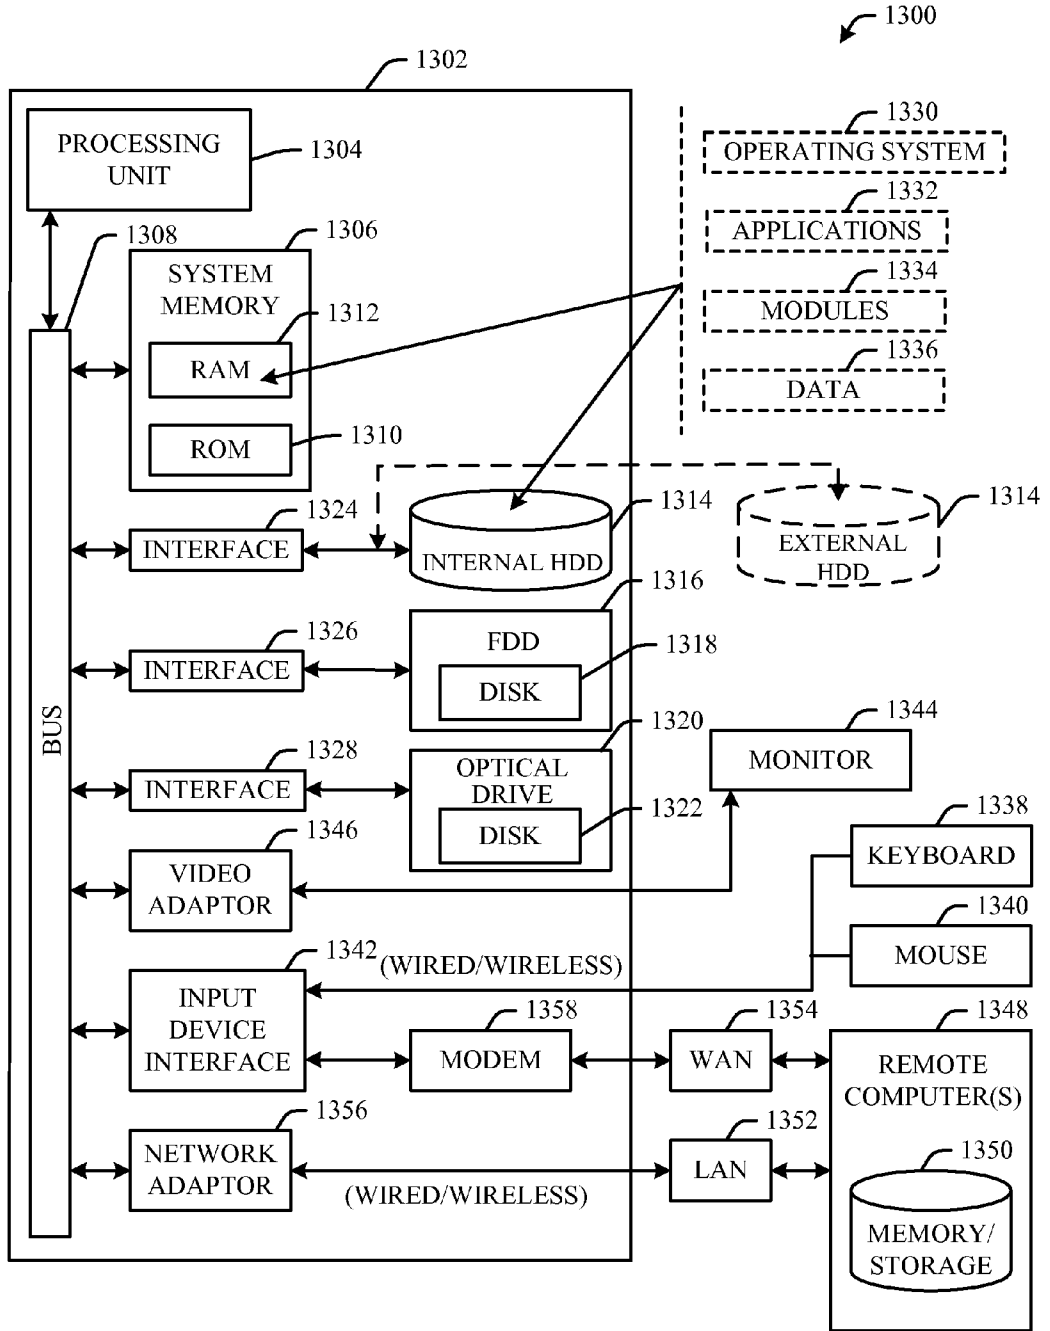 1300
1302
PROCESSING
UNIT
1304
1330
OPERATING SYSTEM
1332
APPLICATIONS
1334
MODULES
1336
DATA
1308
1306
SYSTEM
MEMORY
1312
RAM
1310
ROM
1324
INTERFACE
1314
INTERNAL HDD
1314
EXTERNAL
HDD
1326
INTERFACE
1316
FDD
1318
DISK
BUS
1328
INTERFACE
1320
OPTICAL
DRIVE
1322
DISK
1344
MONITOR
1346
VIDEO
ADAPTOR
1338
KEYBOARD
1340
MOUSE
1342
(WIRED/WIRELESS)
INPUT
DEVICE
INTERFACE
1358
MODEM
1354
WAN
1348
REMOTE
COMPUTER(S)
1356
NETWORK
ADAPTOR
(WIRED/WIRELESS)
1352
LAN
1350
MEMORY/
STORAGE